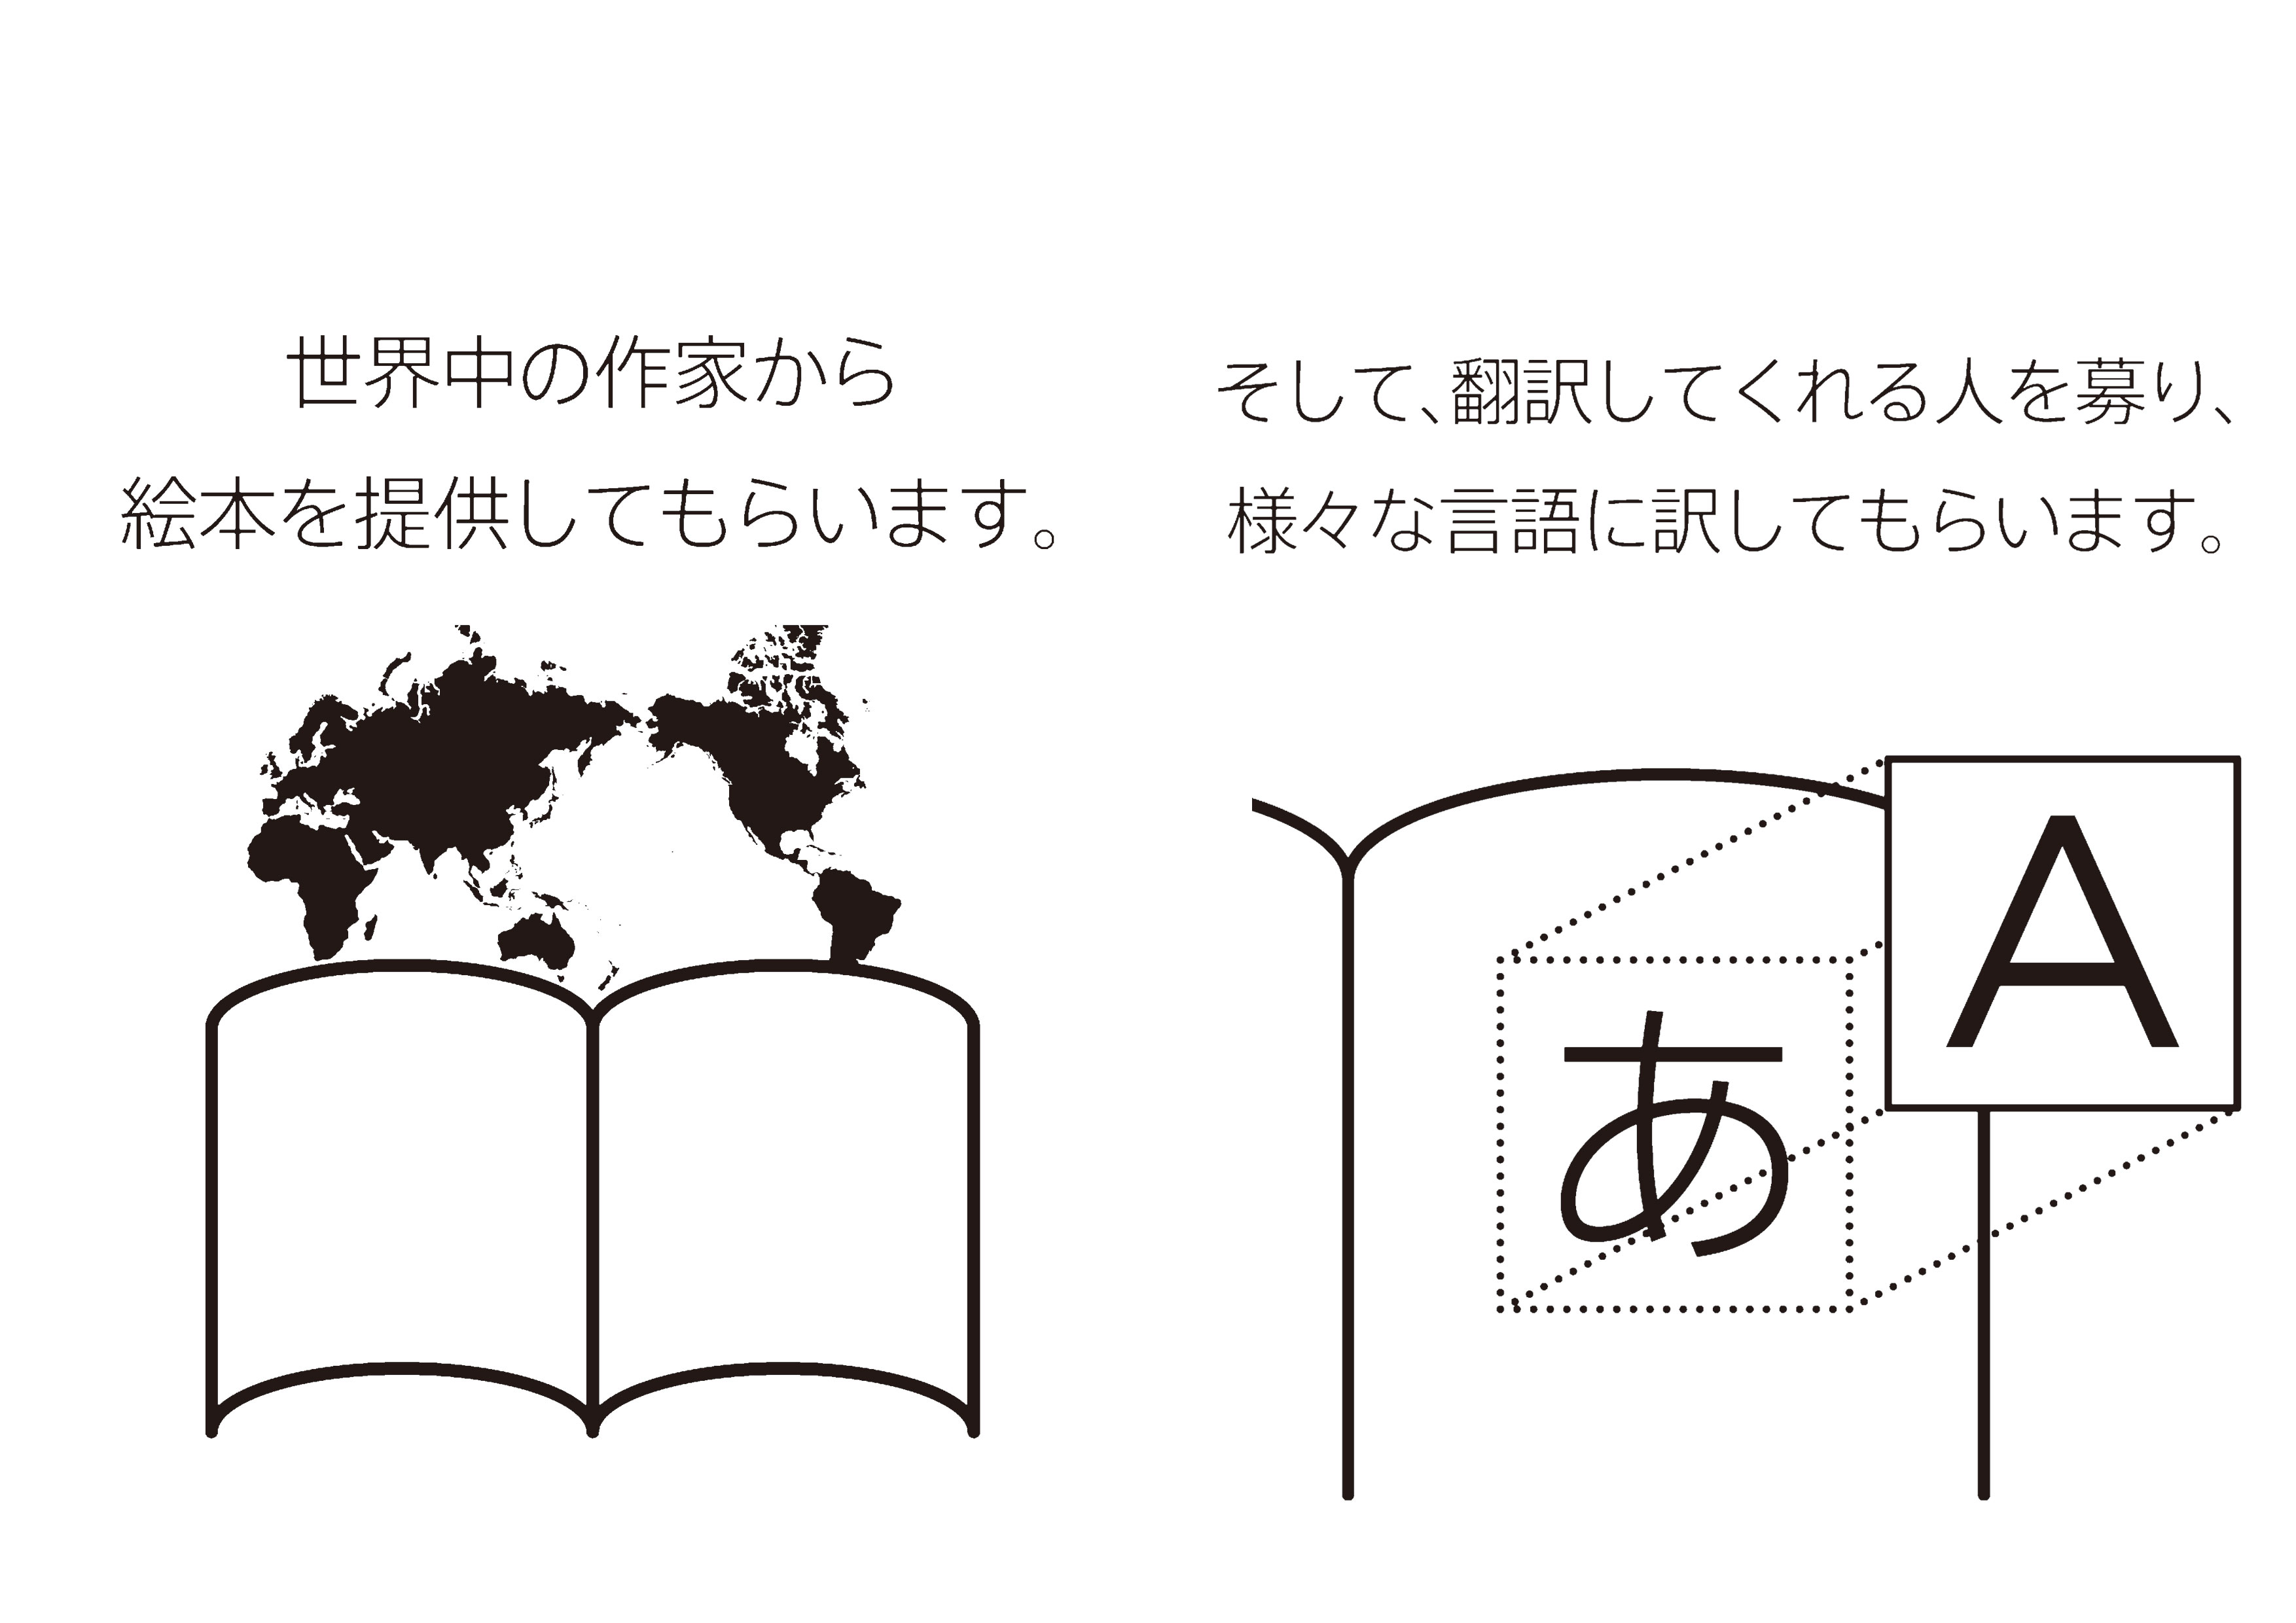 世界中の作家から
絵本を提供してもらいます。
そして、翻訳してくれる人を募り、
様々な言語に訳してもらいます。
あ
A